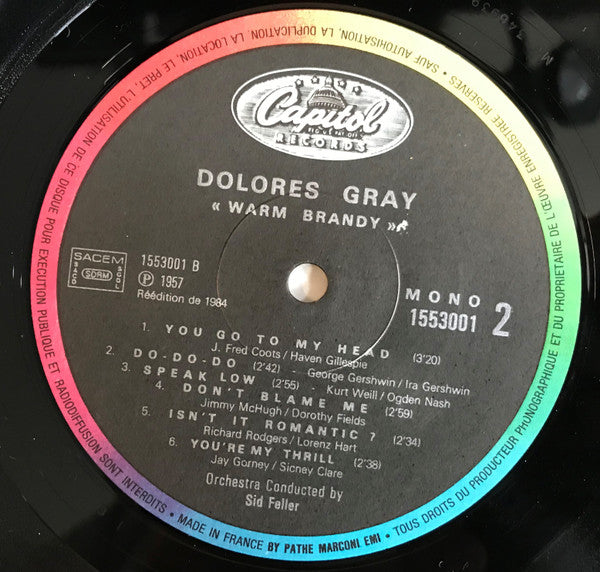 Capitol
RECORDS
DOLORES GRAY
« WARM BRANDY »
SACEM
SACD
SDRM
SGDL
1553001 B
Ⓟ 1957
Réédition de 1984
MONO
1553001
2
1. YOU GO TO MY HEAD (3'20)
J. Fred Coots / Haven Gillespie
2. DO-DO-DO (2'42) - George Gershwin / Ira Gershwin
3. SPEAK LOW (2'55) - Kurt Weill / Ogden Nash
4. DON'T BLAME ME (2'59)
Jimmy McHugh / Dorothy Fields
5. ISN'T IT ROMANTIC ? (2'34)
Richard Rodgers / Lorenz Hart
6. YOU'RE MY THRILL (2'38)
Jay Gorney / Sicney Clare
Orchestra Conducted by
Sid Feller
MADE IN FRANCE BY PATHE MARCONI EMI • TOUS DROITS DU PRODUCTEUR PHONOGRAPHIQUE ET DU PROPRIETAIRE DE L'ŒUVRE ENREGISTREE RESERVES • SAUF AUTORISATION, LA DUPLICATION, LA LOCATION, LE PRET, L'UTILISATION DE CE DISQUE POUR EXECUTION PUBLIQUE ET RADIODIFFUSION SONT INTERDITS •